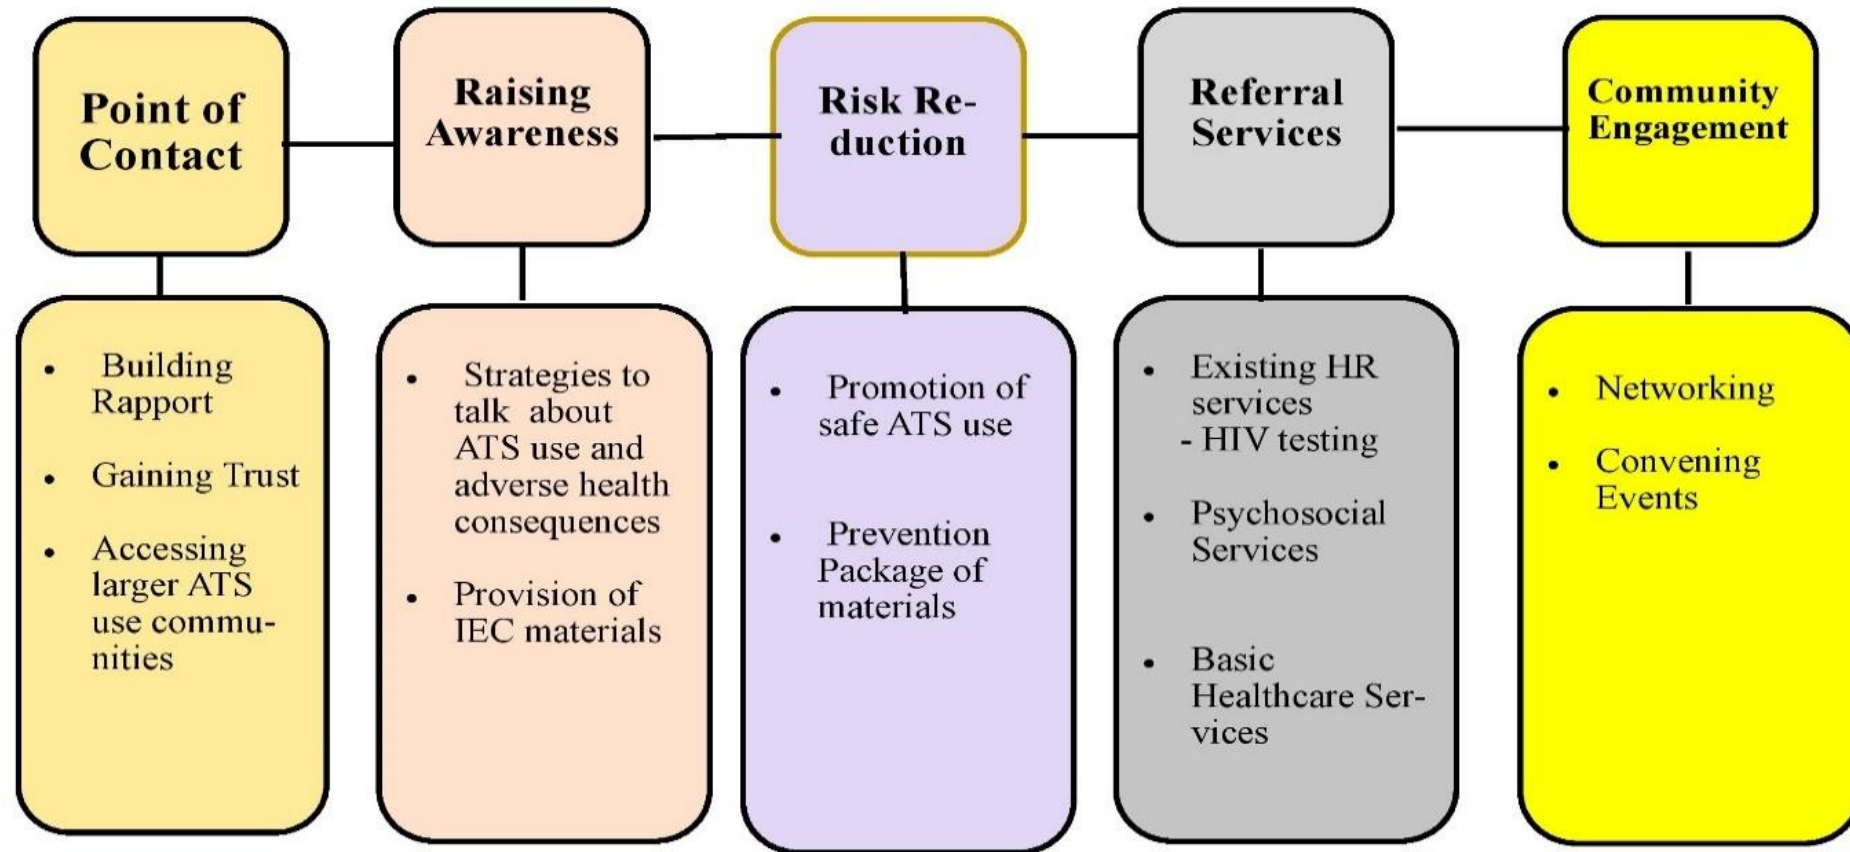 Point of
Contact
Raising
Awareness
Risk Re-
duction
Referral
Services
Community
Engagement
• Building
Rapport
• Gaining Trust
• Accessing
larger ATS
use commu-
nities
• Strategies to
talk about
ATS use and
adverse health
consequences
• Provision of
IEC materials
• Promotion of
safe ATS use
• Prevention
Package of
materials
• Existing HR
services
- HIV testing
• Psychosocial
Services
• Basic
Healthcare Ser-
vices
• Networking
• Convening
Events